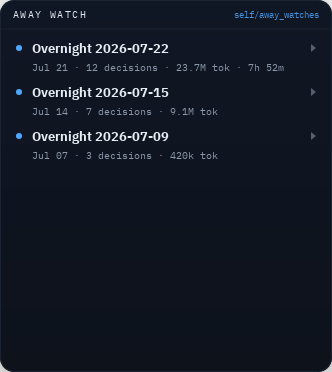 AWAY WATCH
self/away_watches
Overnight 2026-07-22
Jul 21 · 12 decisions · 23.7M tok · 7h 52m
Overnight 2026-07-15
Jul 14 · 7 decisions · 9.1M tok
Overnight 2026-07-09
Jul 07 · 3 decisions · 420k tok